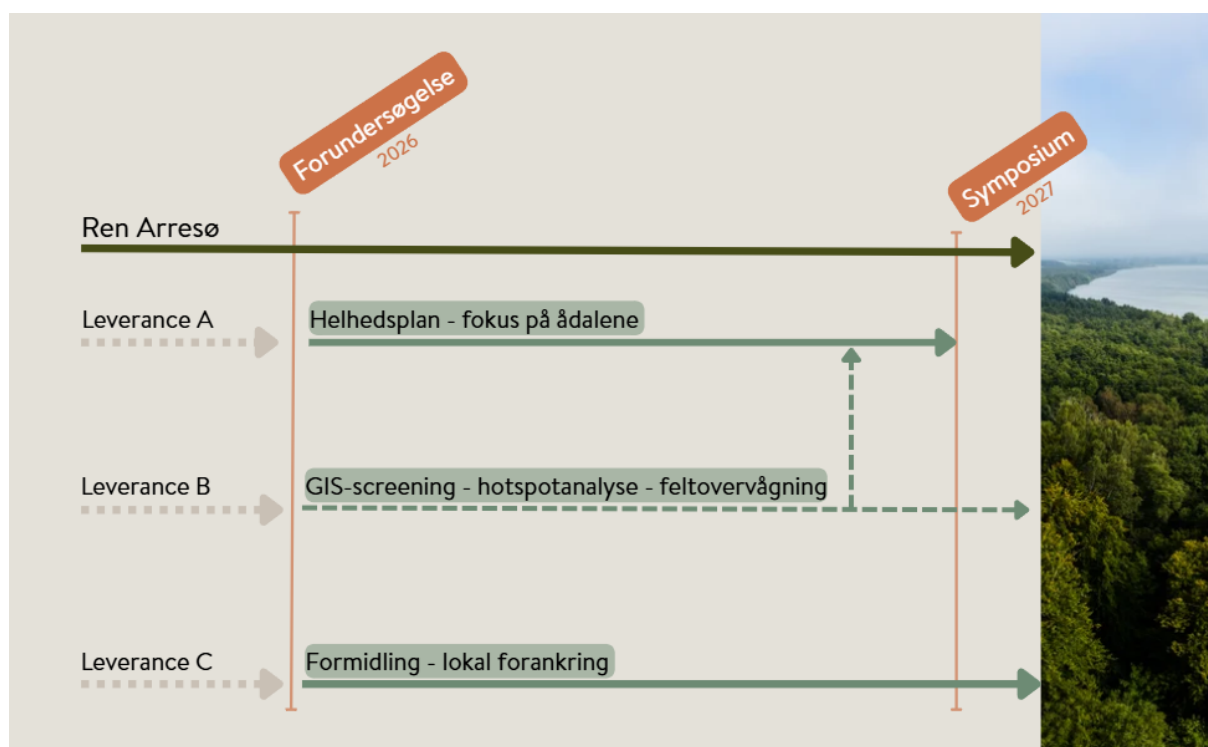 Forundersøgelse
2026
Symposium
2027
Ren Arresø
Leverance A
Helhedsplan - fokus på ådalene
Leverance B
GIS-screening - hotspotanalyse - feltovervågning
Leverance C
Formidling - lokal forankring